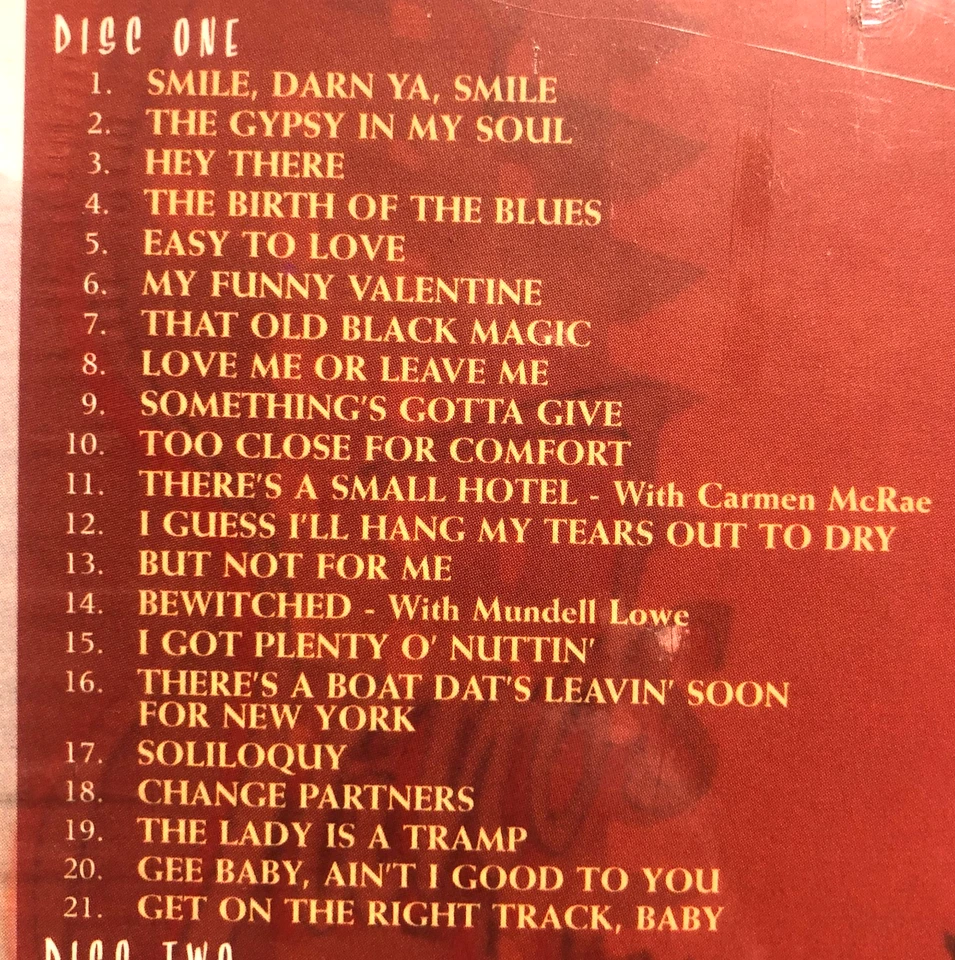 DISC ONE
1. SMILE, DARN YA, SMILE
2. THE GYPSY IN MY SOUL
3. HEY THERE
4. THE BIRTH OF THE BLUES
5. EASY TO LOVE
6. MY FUNNY VALENTINE
7. THAT OLD BLACK MAGIC
8. LOVE ME OR LEAVE ME
9. SOMETHING'S GOTTA GIVE
10. TOO CLOSE FOR COMFORT
11. THERE'S A SMALL HOTEL - With Carmen McRae
12. I GUESS I'LL HANG MY TEARS OUT TO DRY
13. BUT NOT FOR ME
14. BEWITCHED - With Mundell Lowe
15. I GOT PLENTY O' NUTTIN'
16. THERE'S A BOAT DAT'S LEAVIN' SOON
FOR NEW YORK
17. SOLILOQUY
18. CHANGE PARTNERS
19. THE LADY IS A TRAMP
20. GEE BABY, AIN'T I GOOD TO YOU
21. GET ON THE RIGHT TRACK, BABY
DISC TWO